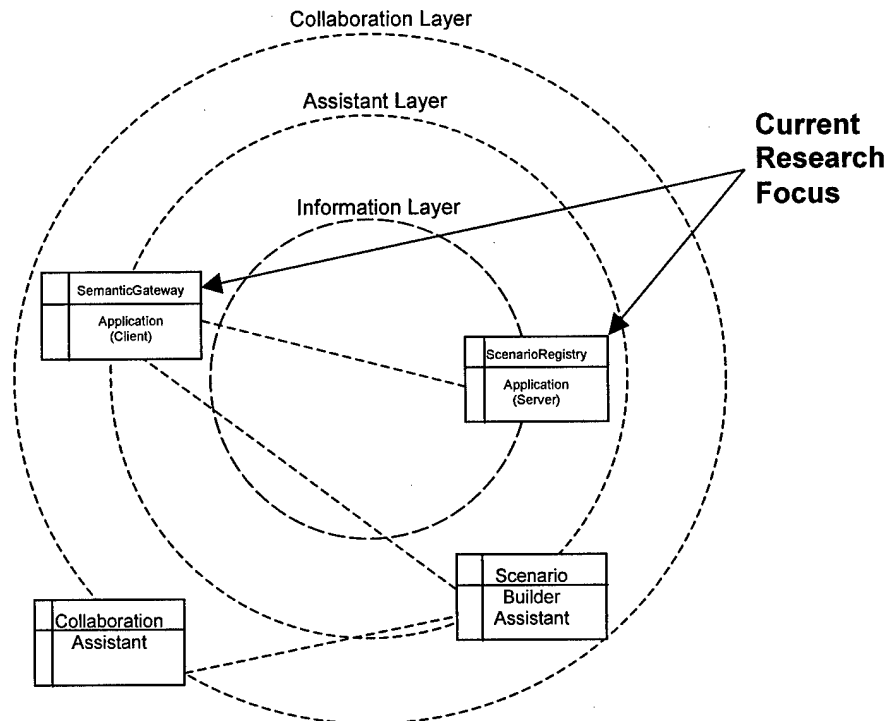 Collaboration Layer
Assistant Layer
Current
Research
Focus
Information Layer
SemanticGateway
Application
(Client)
ScenarioRegistry
Application
(Server)
Scenario
Builder
Assistant
Collaboration
Assistant